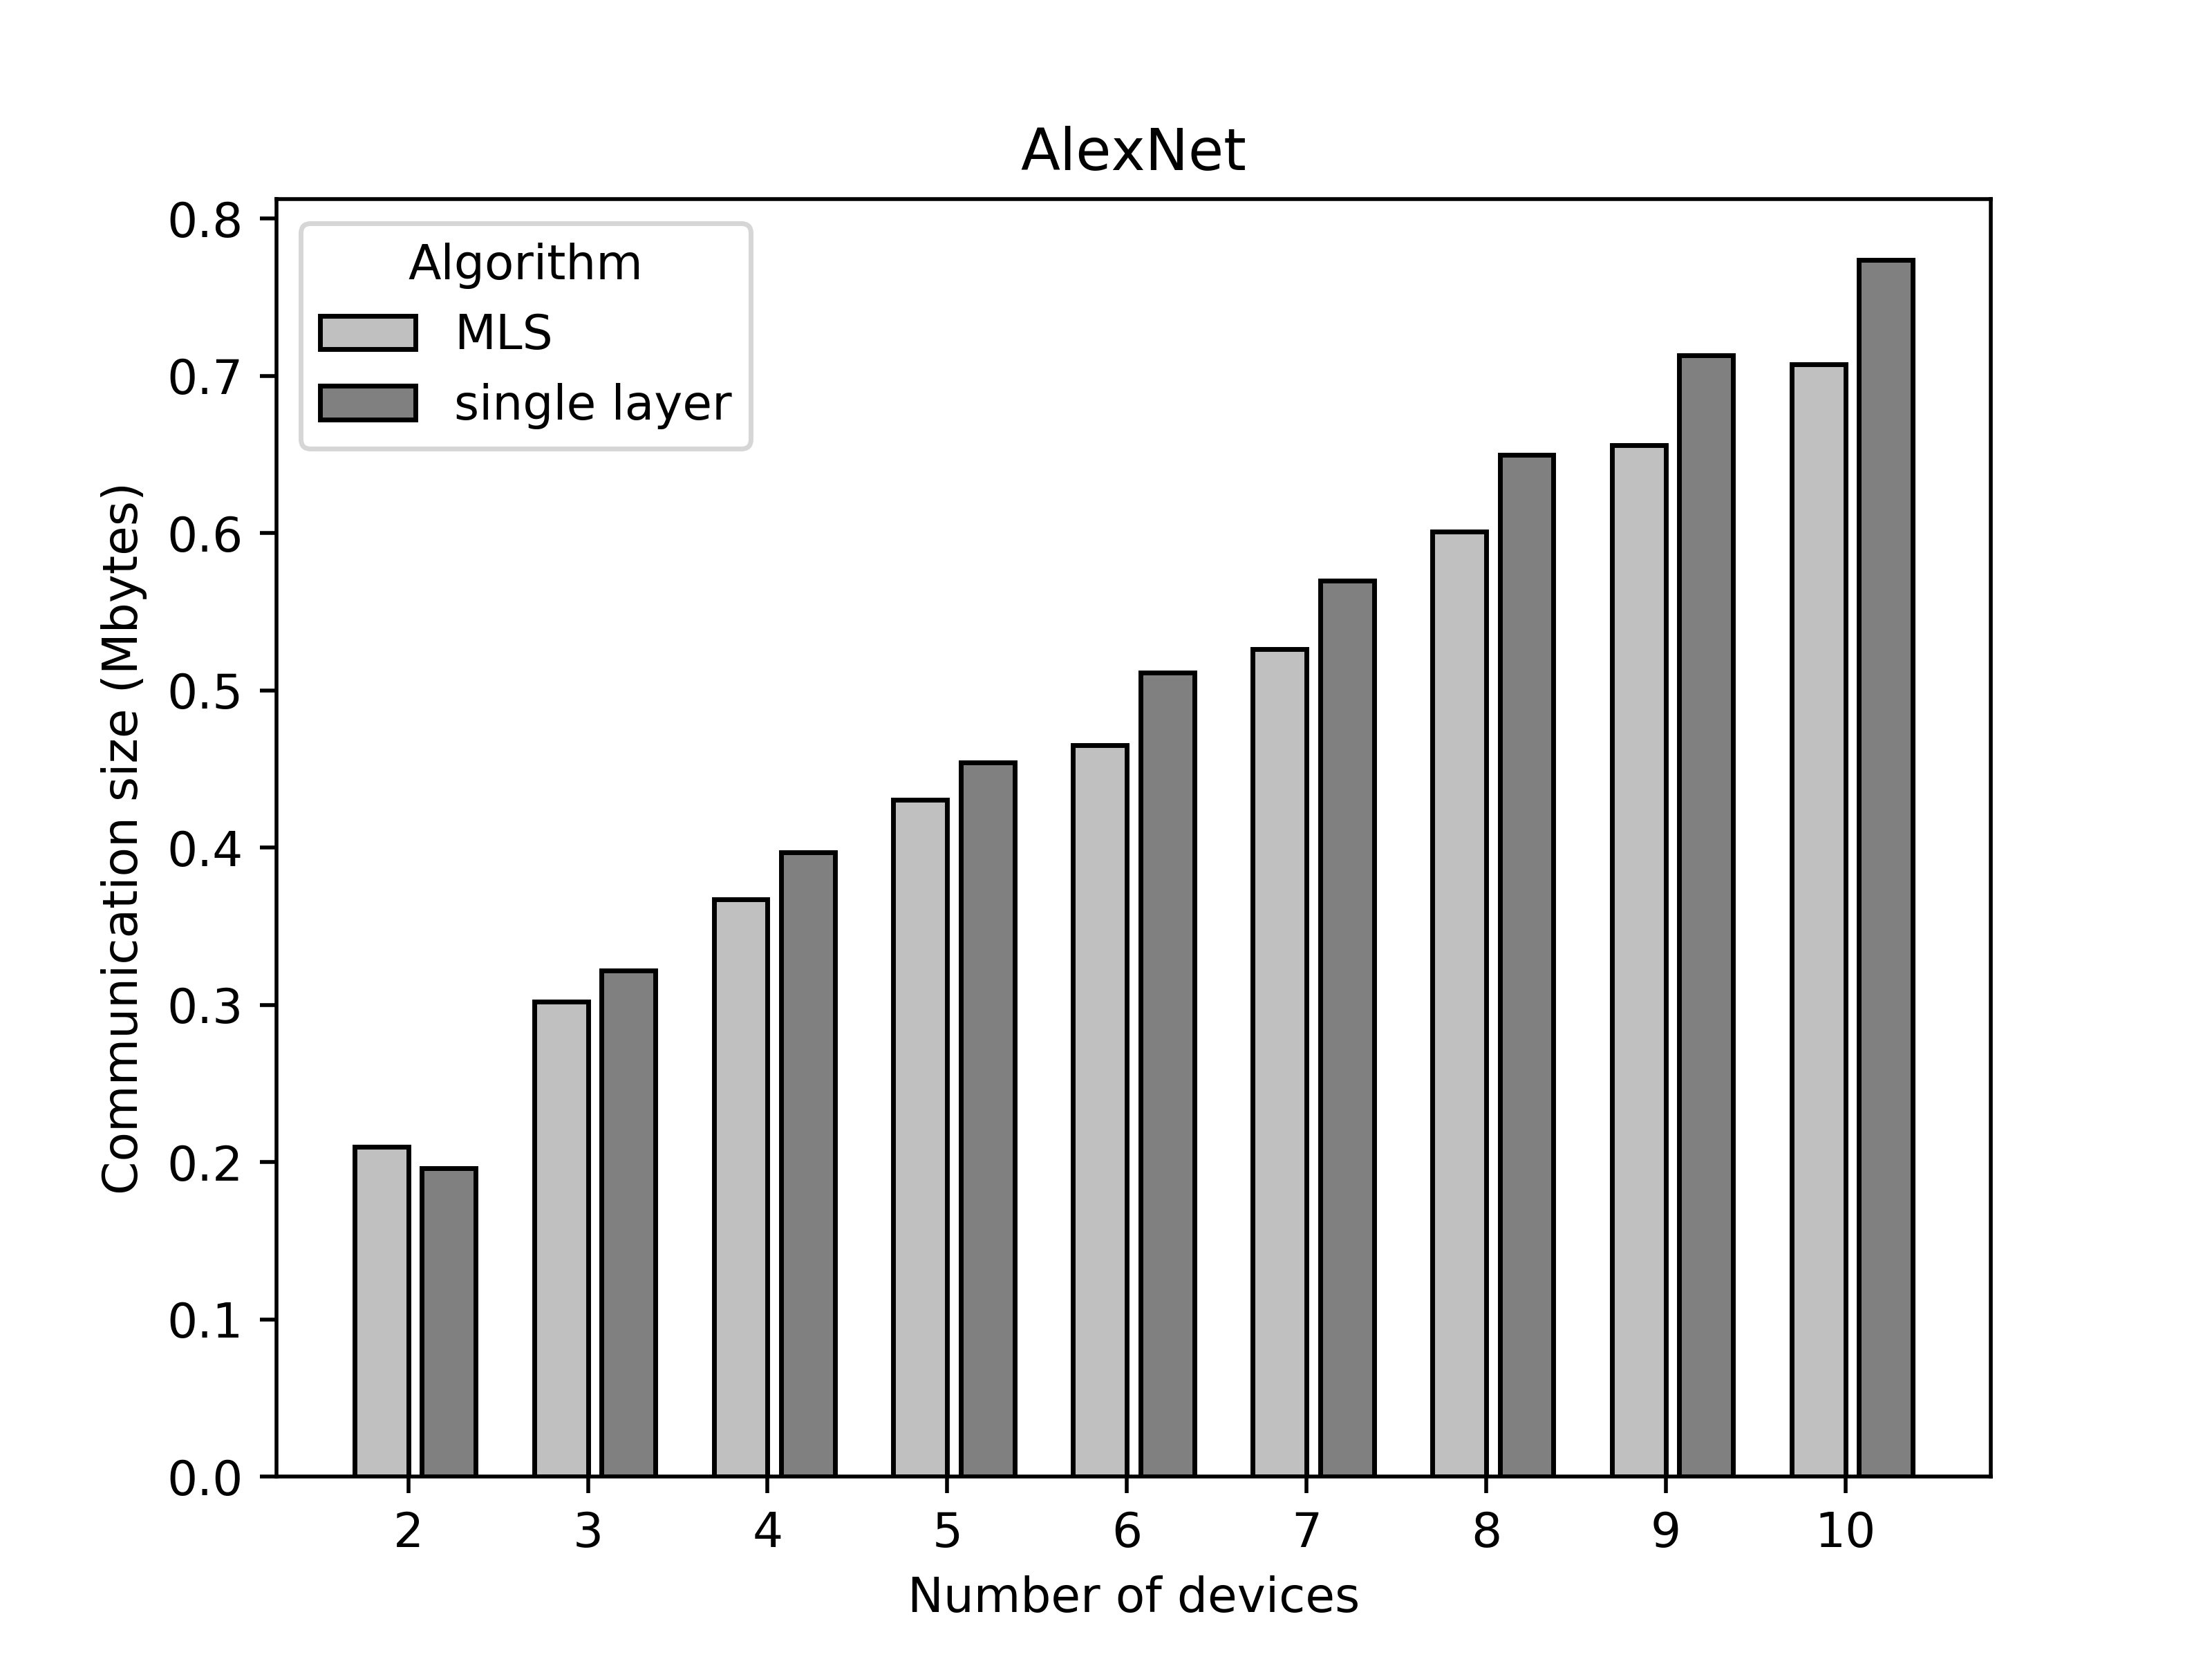 AlexNet
Algorithm
MLS
single layer
Communication size (Mbytes)
0.8
0.7
0.6
0.5
0.4
0.3
0.2
0.1
0.0
2 3 4 5 6 7 8 9 10
Number of devices